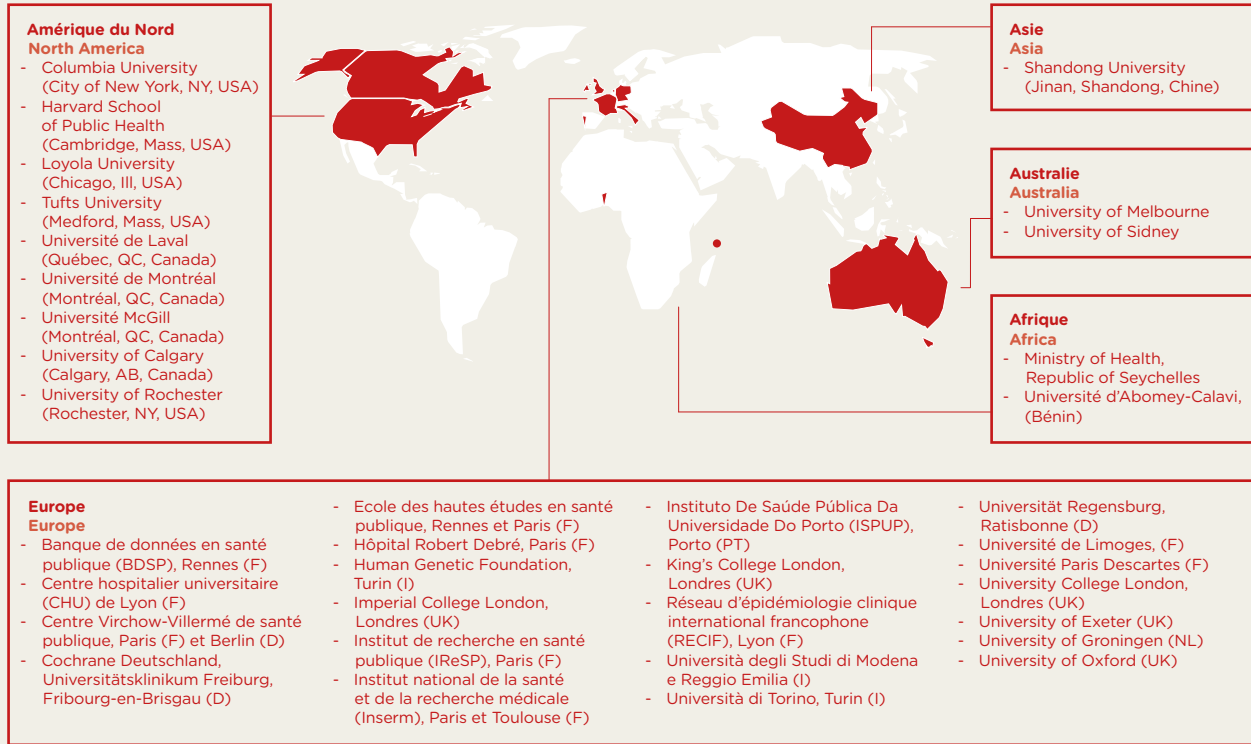 Amérique du Nord
North America
- Columbia University
(City of New York, NY, USA)
- Harvard School
of Public Health
(Cambridge, Mass, USA)
- Loyola University
(Chicago, Ill, USA)
- Tufts University
(Medford, Mass, USA)
- Université de Laval
(Québec, QC, Canada)
- Université de Montréal
(Montréal, QC, Canada)
- Université McGill
(Montréal, QC, Canada)
- University of Calgary
(Calgary, AB, Canada)
- University of Rochester
(Rochester, NY, USA)
Asie
Asia
- Shandong University
(Jinan, Shandong, Chine)
Australie
Australia
- University of Melbourne
- University of Sidney
Afrique
Africa
- Ministry of Health,
Republic of Seychelles
- Université d'Abomey-Calavi,
(Bénin)
Europe
Europe
- Banque de données en santé
publique (BDSP), Rennes (F)
- Centre hospitalier universitaire
(CHU) de Lyon (F)
- Centre Virchow-Villermé de santé
publique, Paris (F) et Berlin (D)
- Cochrane Deutschland,
Universitätsklinikum Freiburg,
Fribourg-en-Brisgau (D)
- Ecole des hautes études en santé
publique, Rennes et Paris (F)
- Hôpital Robert Debré, Paris (F)
- Human Genetic Foundation,
Turin (I)
- Imperial College London,
Londres (UK)
- Institut de recherche en santé
publique (IReSP), Paris (F)
- Institut national de la santé
et de la recherche médicale
(Inserm), Paris et Toulouse (F)
- Instituto De Saúde Pública Da
Universidade Do Porto (ISPUP),
Porto (PT)
- King's College London,
Londres (UK)
- Réseau d'épidémiologie clinique
international francophone
(RECIF), Lyon (F)
- Università degli Studi di Modena
e Reggio Emilia (I)
- Università di Torino, Turin (I)
- Universität Regensburg,
Ratisbonne (D)
- Université de Limoges, (F)
- Université Paris Descartes (F)
- University College London,
Londres (UK)
- University of Exeter (UK)
- University of Groningen (NL)
- University of Oxford (UK)